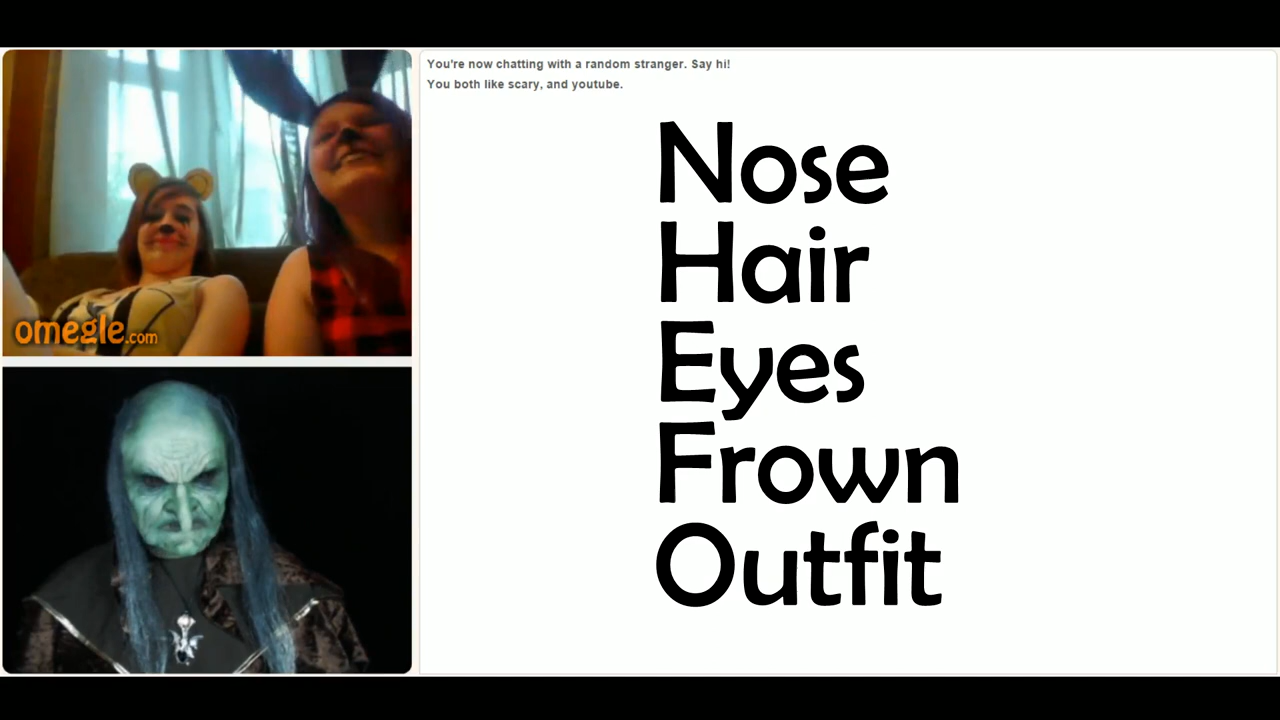 You're now chatting with a random stranger. Say hi!
You both like scary, and youtube.
Nose
Hair
Eyes
Frown
Outfit
omegle.com